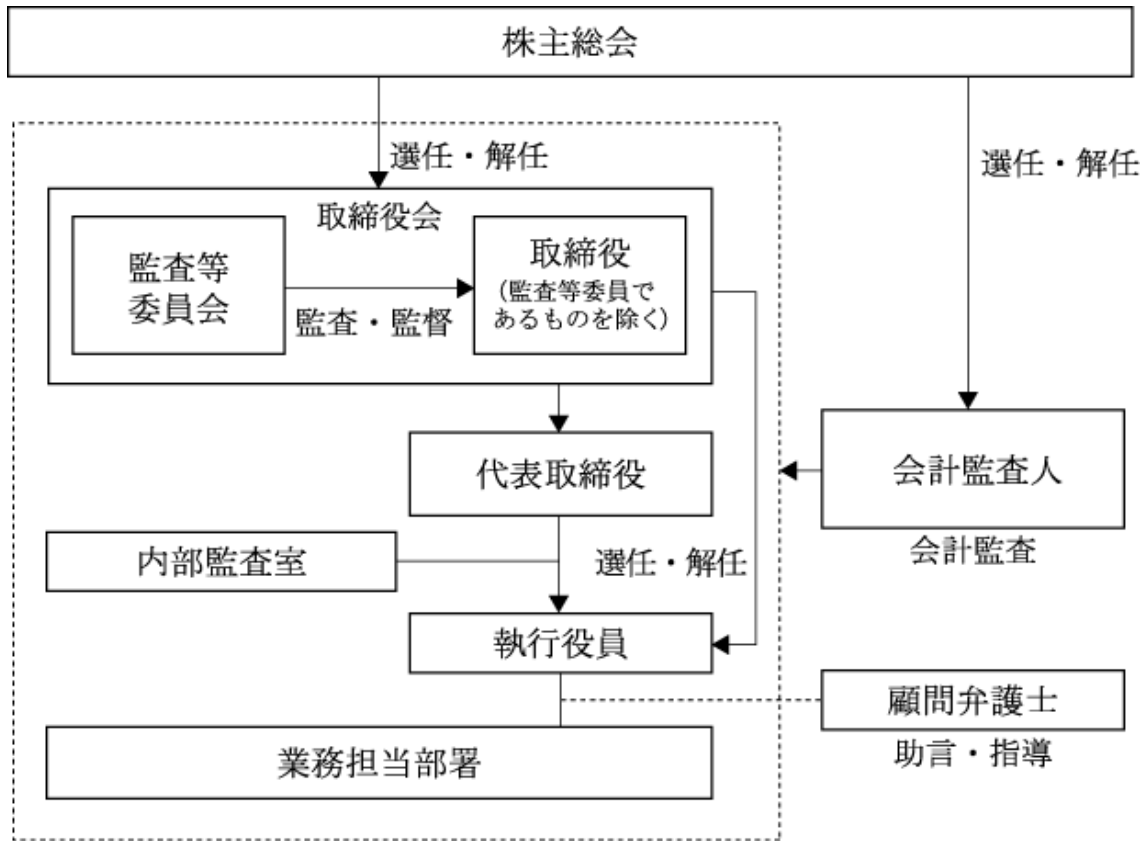 株主総会
選任・解任
選任・解任
取締役会
監査等
委員会
監査・監督
取締役
(監査等委員で
あるものを除く)
代表取締役
会計監査人
会計監査
内部監査室
選任・解任
執行役員
顧問弁護士
助言・指導
業務担当部署